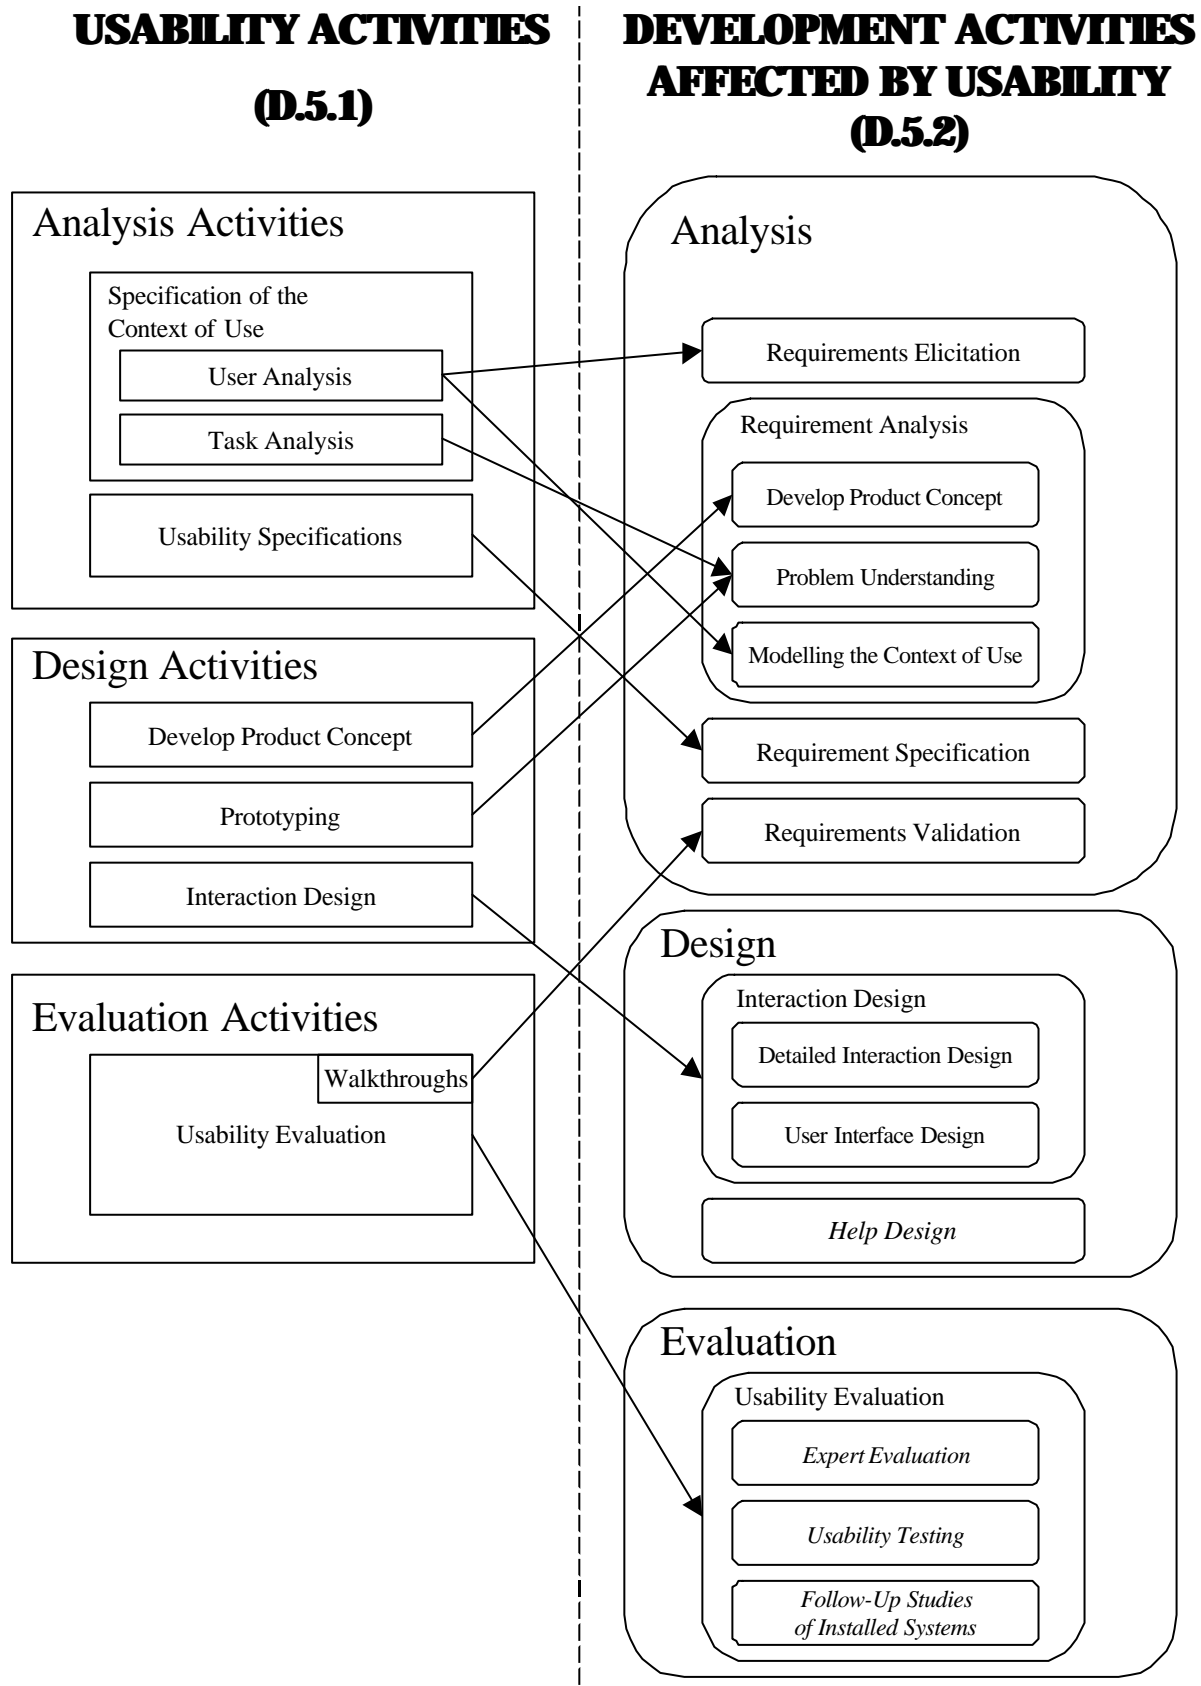 USABILITY ACTIVITIES
(D.5.1)
Analysis Activities
Specification of the
Context of Use
User Analysis
Task Analysis
Usability Specifications
Design Activities
Develop Product Concept
Prototyping
Interaction Design
Evaluation Activities
Walkthroughs
Usability Evaluation
DEVELOPMENT ACTIVITIES
AFFECTED BY USABILITY
(D.5.2)
Analysis
Requirements Elicitation
Requirement Analysis
Develop Product Concept
Problem Understanding
Modelling the Context of Use
Requirement Specification
Requirements Validation
Design
Interaction Design
Detailed Interaction Design
User Interface Design
Help Design
Evaluation
Usability Evaluation
Expert Evaluation
Usability Testing
Follow-Up Studies
of Installed Systems